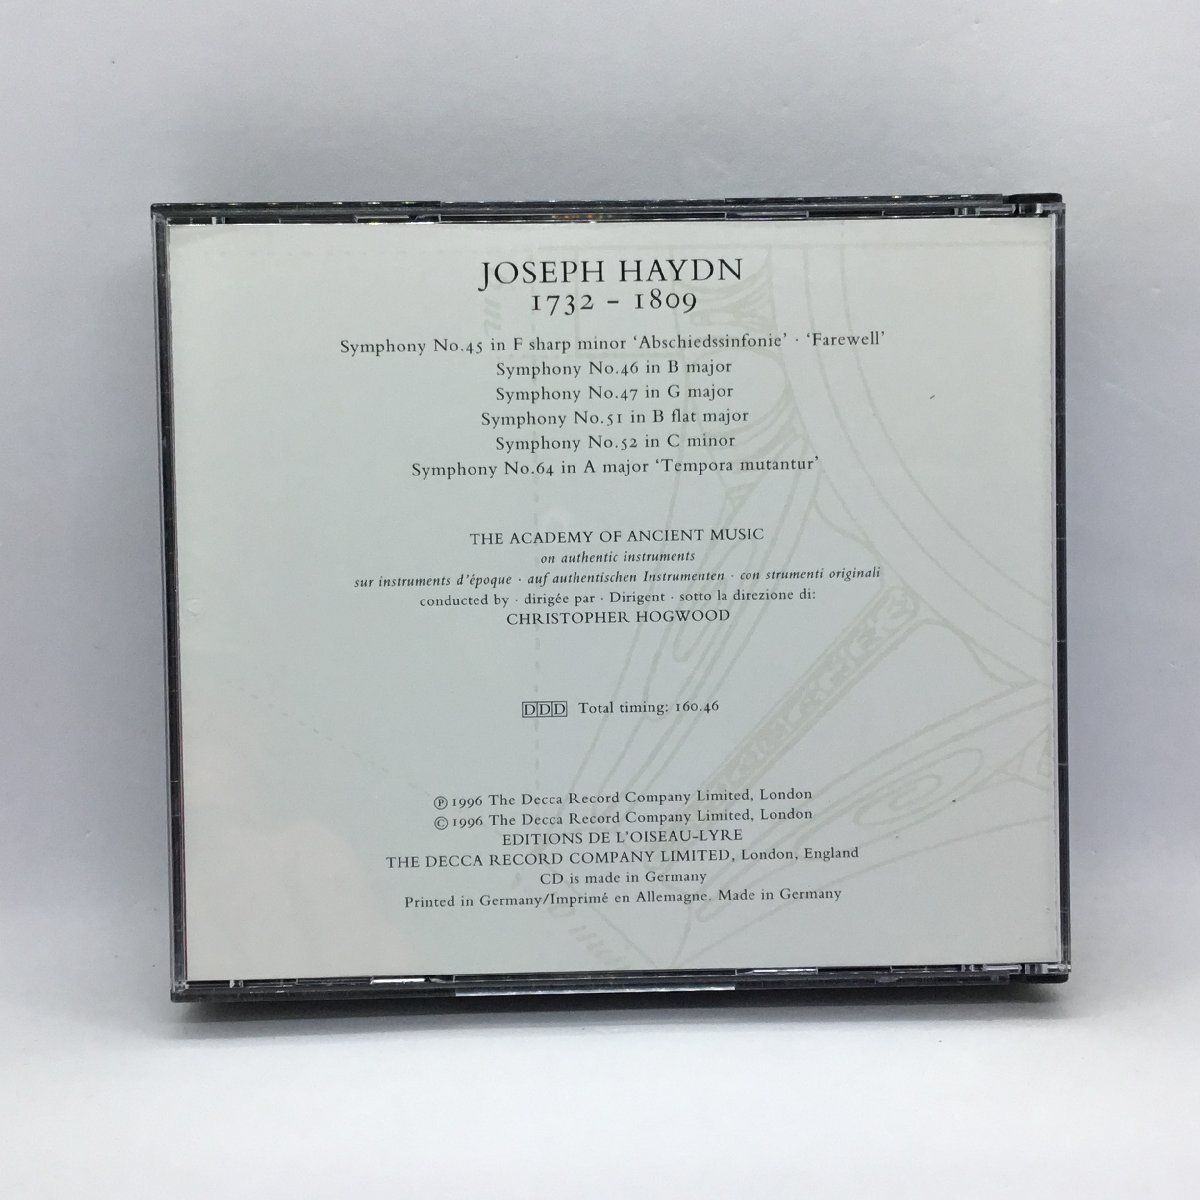 JOSEPH HAYDN
1732 – 1809
Symphony No.45 in F sharp minor ‘Abschiedssinfonie’ · ‘Farewell’
Symphony No.46 in B major
Symphony No.47 in G major
Symphony No.51 in B flat major
Symphony No.52 in C minor
Symphony No.64 in A major ‘Tempora mutantur’
THE ACADEMY OF ANCIENT MUSIC
on authentic instruments
sur instruments d’époque · auf authentischen Instrumenten · con strumenti originali
conducted by · dirigée par · Dirigent · sotto la direzione di:
CHRISTOPHER HOGWOOD
DDD Total timing: 160.46
℗ 1996 The Decca Record Company Limited, London
© 1996 The Decca Record Company Limited, London
EDITIONS DE L’OISEAU-LYRE
THE DECCA RECORD COMPANY LIMITED, London, England
CD is made in Germany
Printed in Germany/Imprimé en Allemagne. Made in Germany